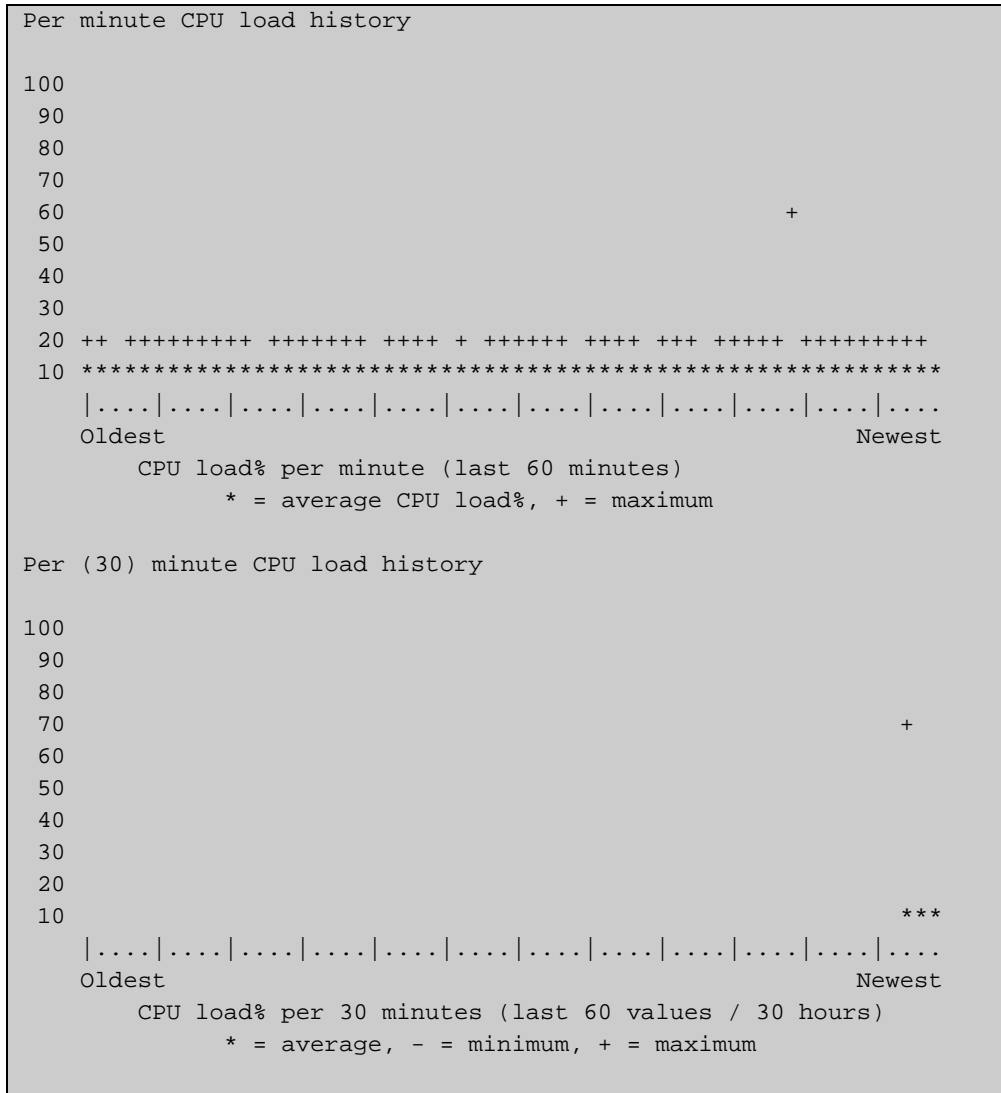 Per minute CPU load history

100
 90
 80
 70
 60                                                  +
 50
 40
 30
 20 ++ +++++++++ +++++++ ++++ + ++++++ ++++ +++ +++++ +++++++++
 10 ************************************************************
    |....|....|....|....|....|....|....|....|....|....|....|....
    Oldest                                                Newest
        CPU load% per minute (last 60 minutes)
              * = average CPU load%, + = maximum

Per (30) minute CPU load history

100
 90
 80
 70                                                          +
 60
 50
 40
 30
 20
 10                                                          ***
    |....|....|....|....|....|....|....|....|....|....|....|....
    Oldest                                                Newest
        CPU load% per 30 minutes (last 60 values / 30 hours)
              * = average, - = minimum, + = maximum